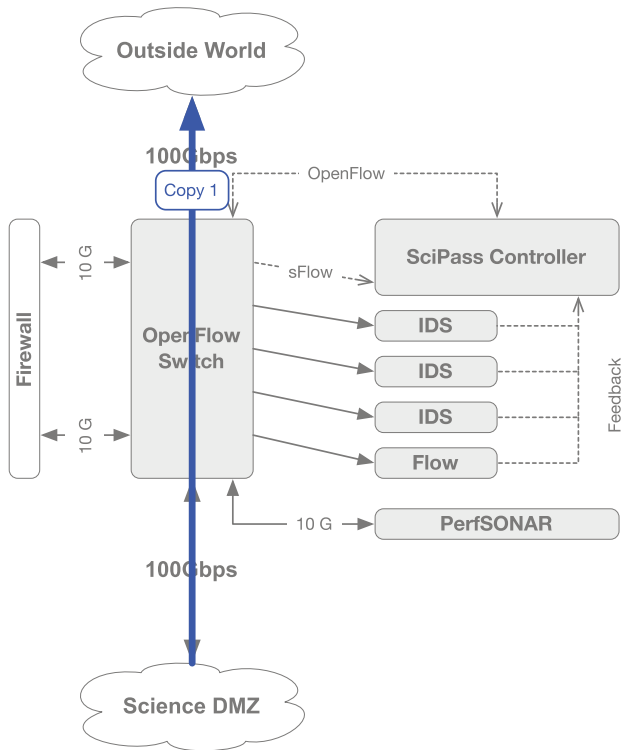 Outside World
100Gbps
Copy 1
OpenFlow
SciPass Controller
10 G
sFlow
Firewall
OpenFlow
Switch
IDS
IDS
IDS
Flow
Feedback
10 G
10 G
PerfSONAR
100Gbps
Science DMZ